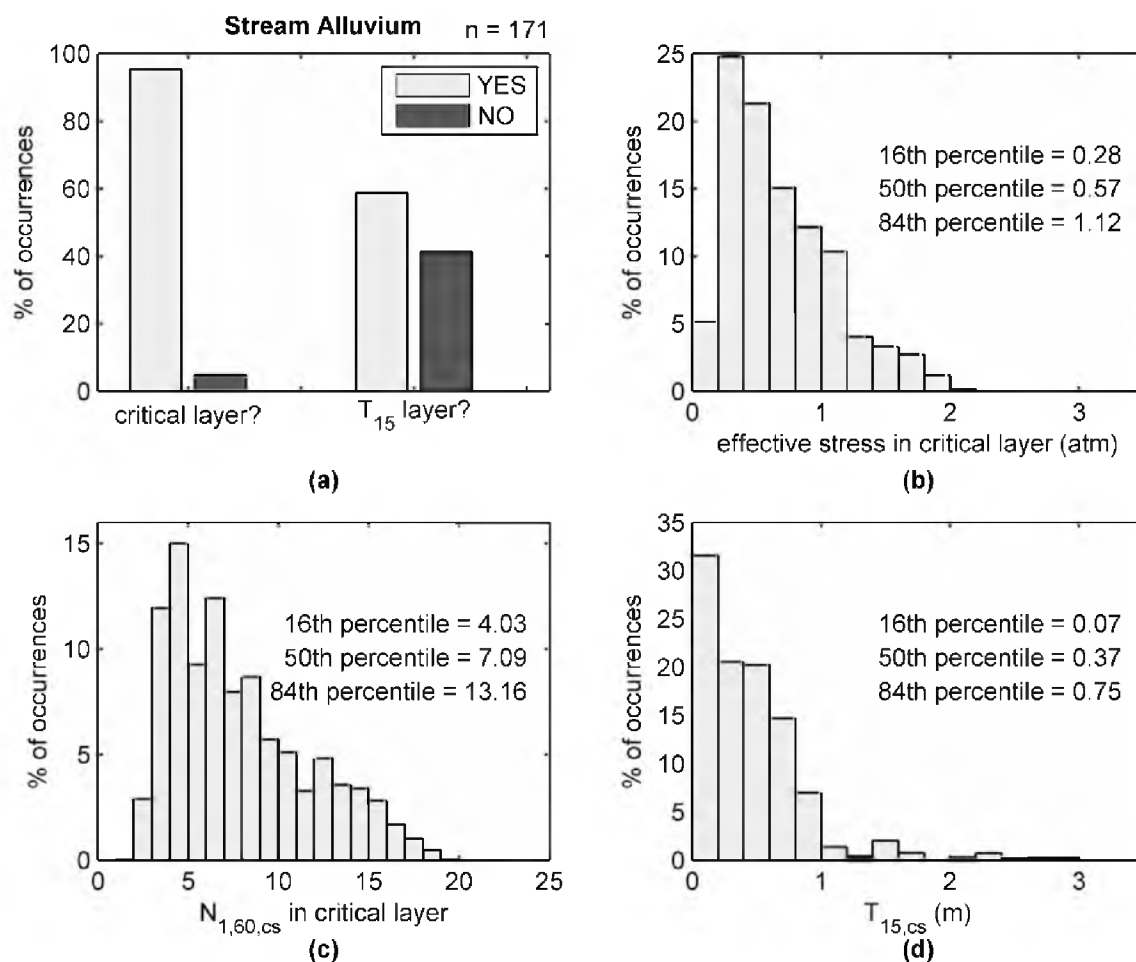 Stream Alluvium n = 171
100
80
60
40
20
0
% of occurrences
YES
NO
critical layer? T15 layer?
(a)
25
20
15
10
5
0
% of occurrences
16th percentile = 0.28
50th percentile = 0.57
84th percentile = 1.12
0 1 2 3
effective stress in critical layer (atm)
(b)
15
10
5
0
% of occurrences
16th percentile = 4.03
50th percentile = 7.09
84th percentile = 13.16
0 5 10 15 20 25
N1,60,cs in critical layer
(c)
35
30
25
20
15
10
5
0
% of occurrences
16th percentile = 0.07
50th percentile = 0.37
84th percentile = 0.75
0 1 2 3
T15,cs (m)
(d)